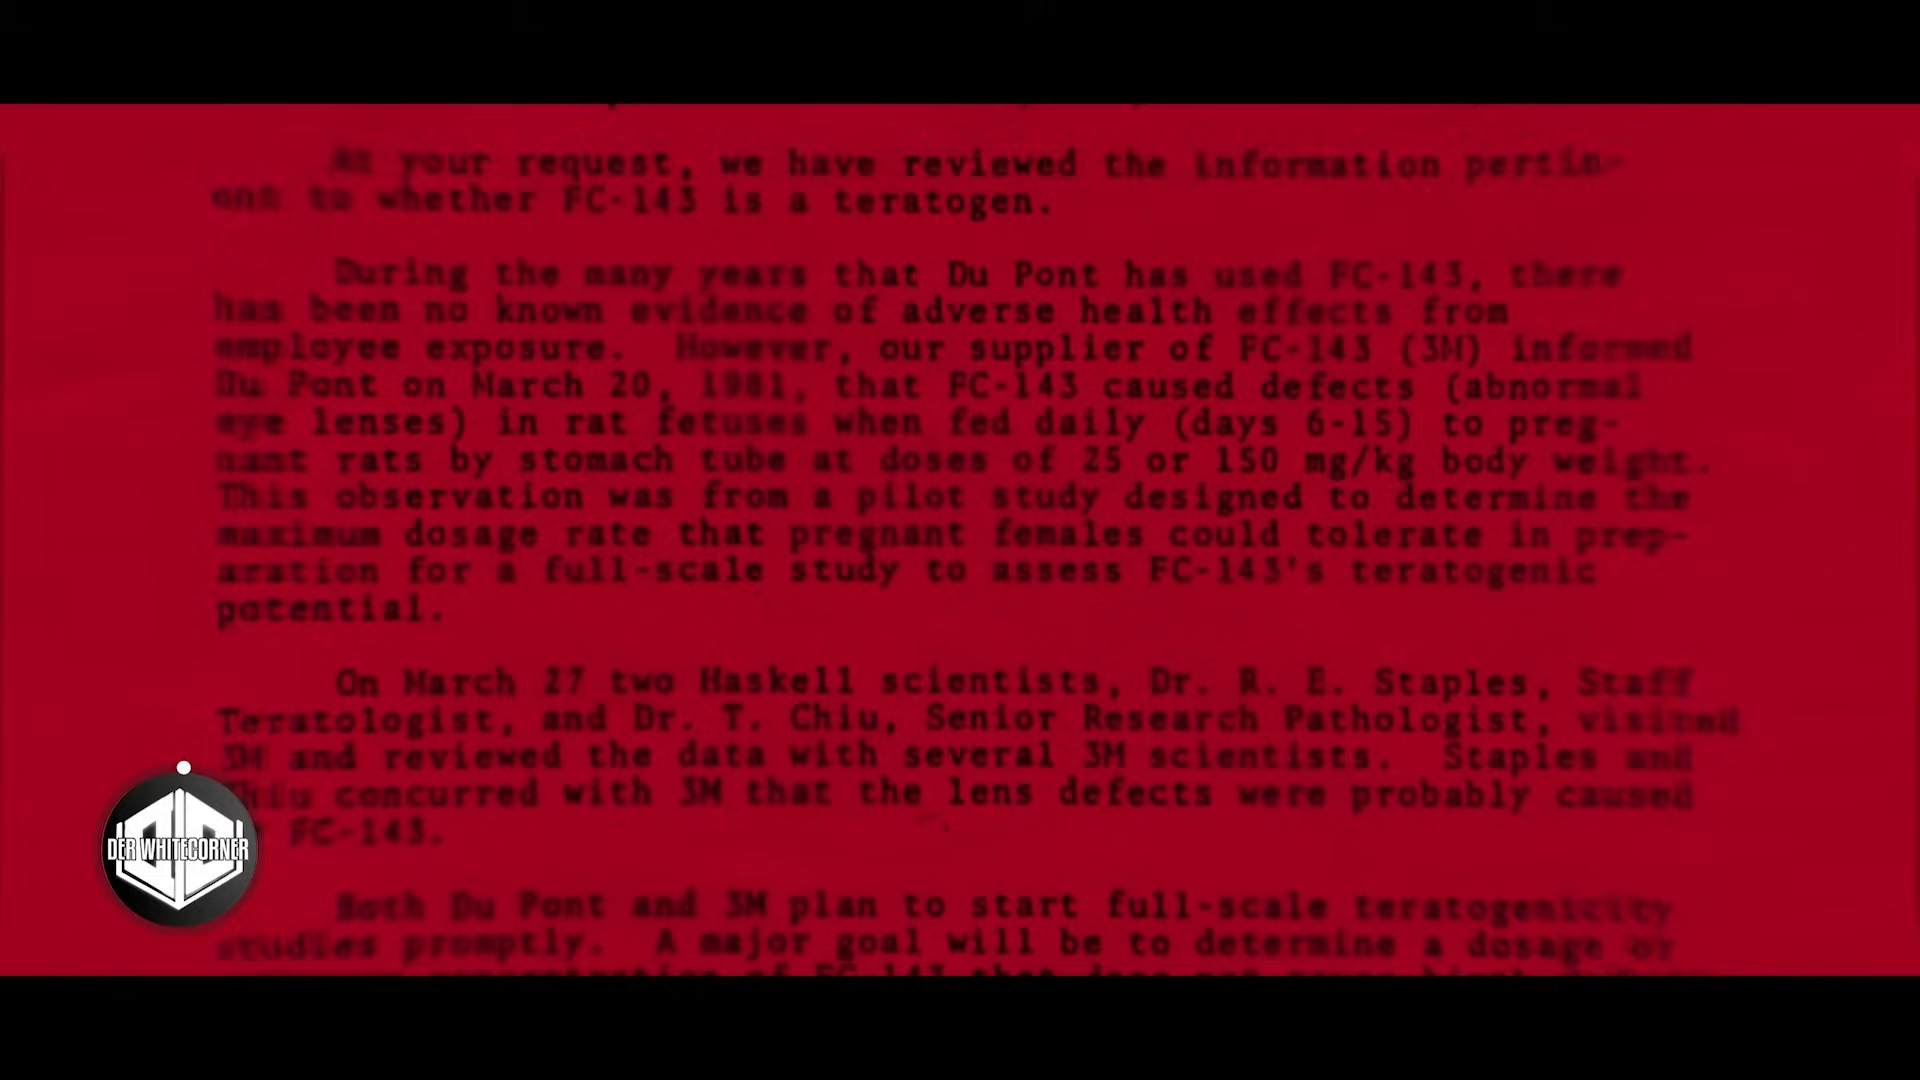 At your request, we have reviewed the information pertin-
ent to whether FC-143 is a teratogen.
During the many years that Du Pont has used FC-143, there
has been no known evidence of adverse health effects from
employee exposure. However, our supplier of FC-143 (3M) informed
Du Pont on March 20, 1981, that FC-143 caused defects (abnormal
eye lenses) in rat fetuses when fed daily (days 6-15) to preg-
nant rats by stomach tube at doses of 25 or 150 mg/kg body weight.
This observation was from a pilot study designed to determine the
maximum dosage rate that pregnant females could tolerate in prep-
aration for a full-scale study to assess FC-143's teratogenic
potential.
On March 27 two Haskell scientists, Dr. R. E. Staples, Staff
Teratologist, and Dr. T. Chiu, Senior Research Pathologist, visited
3M and reviewed the data with several 3M scientists. Staples and
Chiu concurred with 3M that the lens defects were probably caused
FC-143.
Both Du Pont and 3M plan to start full-scale teratogenicity
studies promptly. A major goal will be to determine a dosage or
of FC-143 that does not cause
DER WHITECORNER